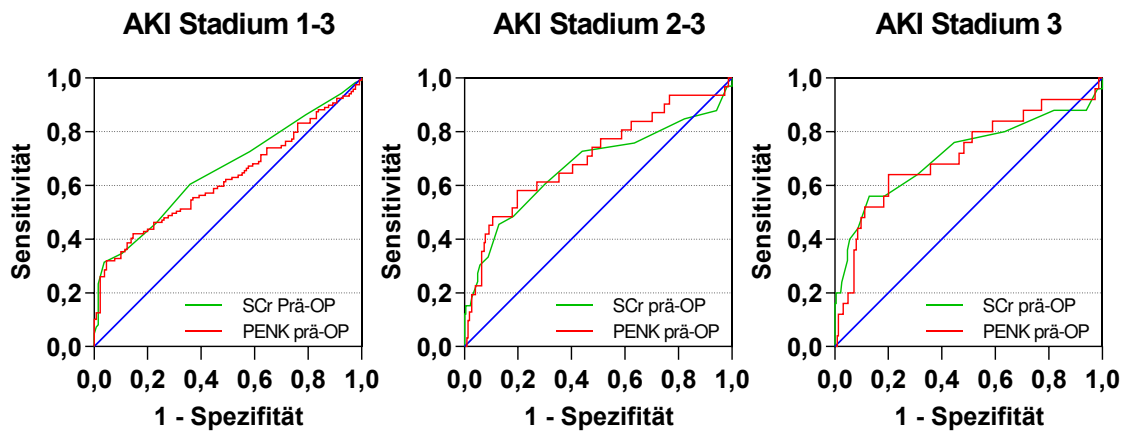 AKI Stadium 1-3
1,0
0,8
0,6
0,4
0,2
0,0
Sensitivität
SCr Prä-OP
PENK prä-OP
0,0 0,2 0,4 0,6 0,8 1,0
1 - Spezifität
AKI Stadium 2-3
1,0
0,8
0,6
0,4
0,2
0,0
Sensitivität
SCr prä-OP
PENK prä-OP
0,0 0,2 0,4 0,6 0,8 1,0
1 - Spezifität
AKI Stadium 3
1,0
0,8
0,6
0,4
0,2
0,0
Sensitivität
SCr prä-OP
PENK prä-OP
0,0 0,2 0,4 0,6 0,8 1,0
1 - Spezifität